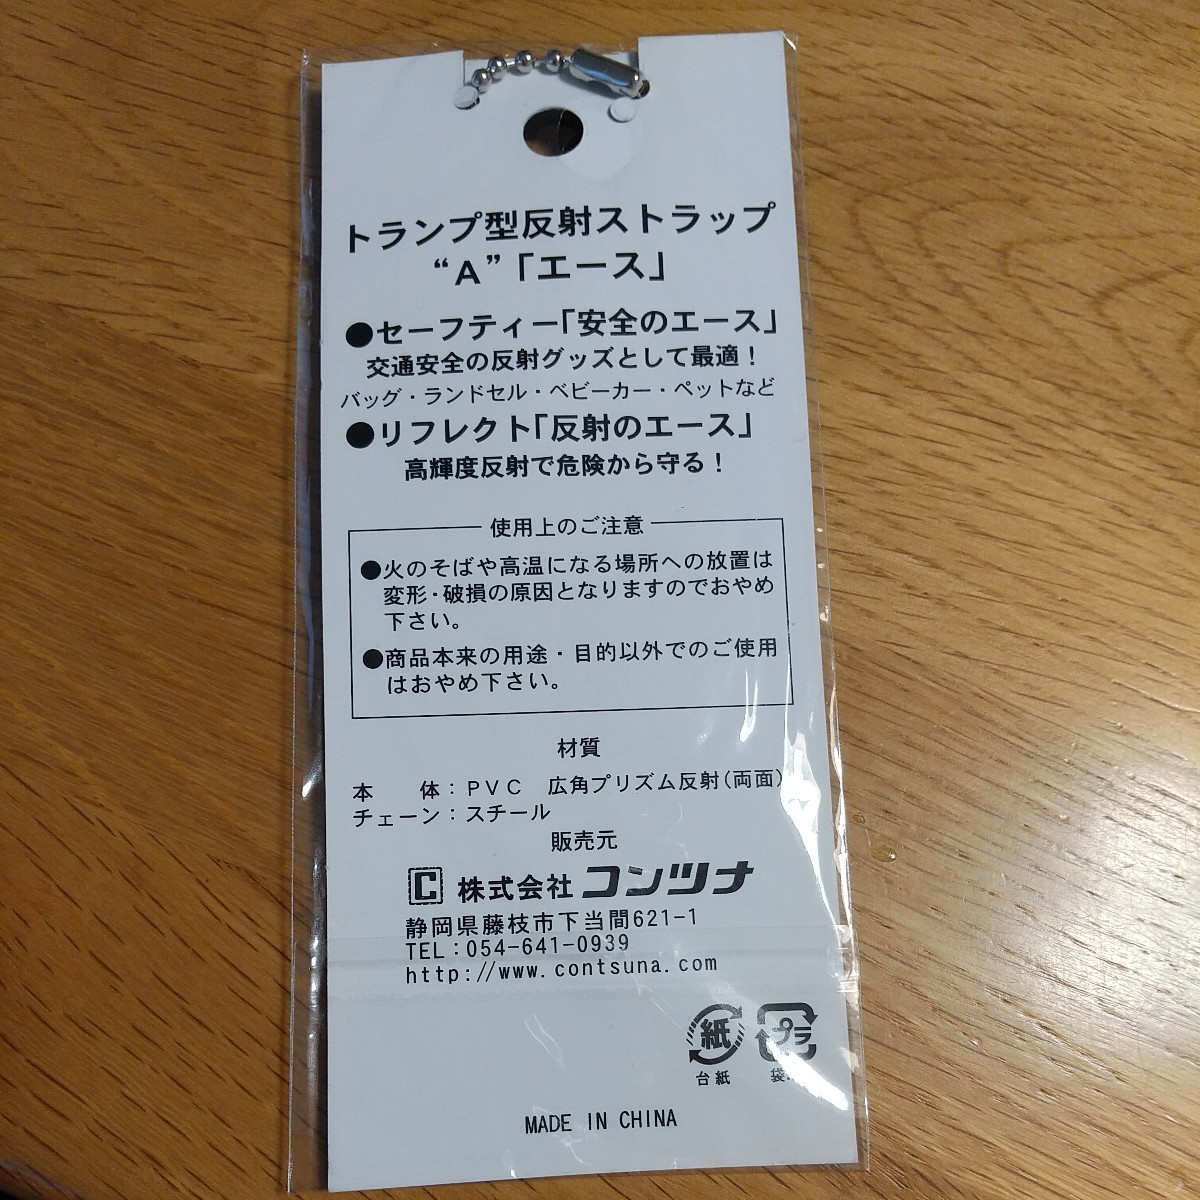 トランプ型反射ストラップ
“A”「エース」
●セーフティー「安全のエース」
交通安全の反射グッズとして最適！
バッグ・ランドセル・ベビーカー・ペットなど
●リフレクト「反射のエース」
高輝度反射で危険から守る！
使用上のご注意
●火のそばや高温になる場所への放置は
変形・破損の原因となりますのでおやめ
下さい。
●商品本来の用途・目的以外でのご使用
はおやめ下さい。
材質
本　体：PVC　広角プリズム反射(両面)
チェーン：スチール
販売元
C 株式会社 コンツナ
静岡県藤枝市下当間621-1
TEL：054-641-0939
http://www.contsuna.com
紙 プラ
台紙 袋
MADE IN CHINA